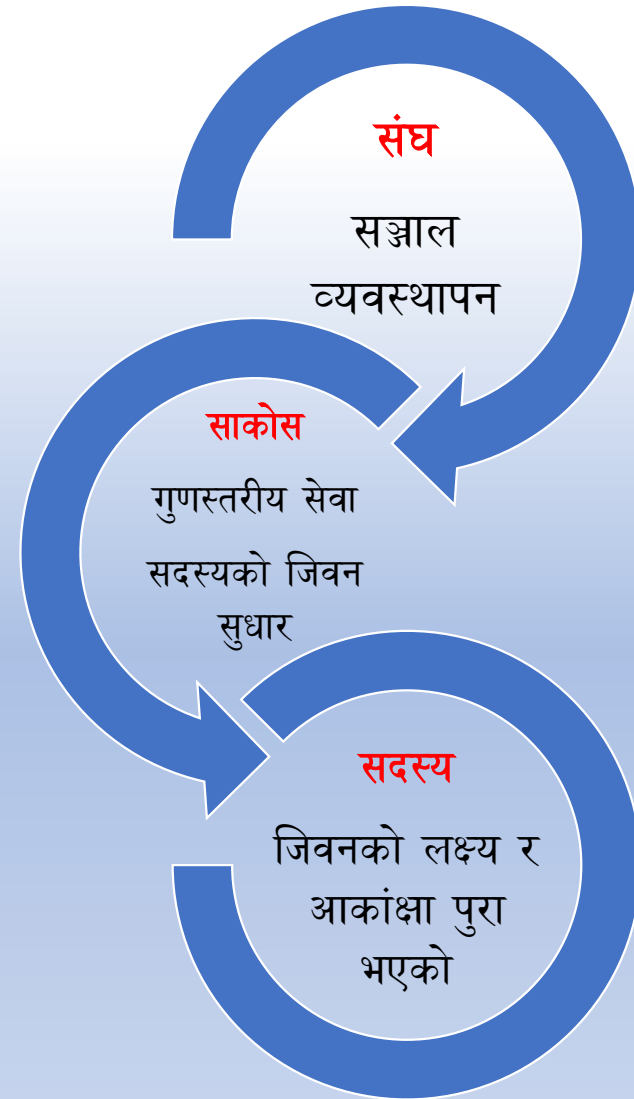 संघ
सञ्जाल
व्यवस्थापन
साकोस
गुणस्तरीय सेवा
सदस्यको जिवन
सुधार
सदस्य
जिवनको लक्ष्य र
आकांक्षा पुरा
भएको